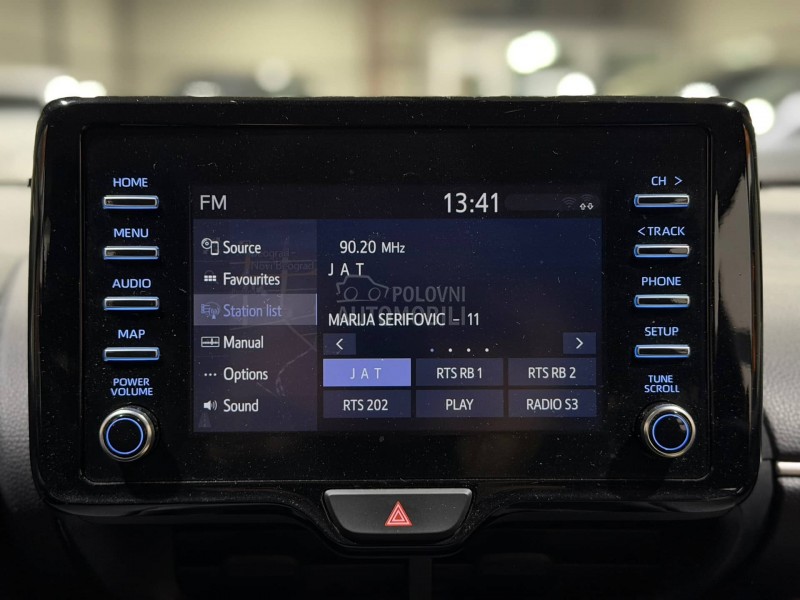 HOME
MENU
AUDIO
MAP
POWER
VOLUME
FM
13:41
Source
Favourites
Station list
Manual
Options
Sound
90.20 MHz
J A T
POLOVNI
AUTOMOBILI
MARIJA SERIFOVIC – 11
J A T
RTS RB 1
RTS RB 2
RTS 202
PLAY
RADIO S3
CH >
< TRACK
PHONE
SETUP
TUNE
SCROLL